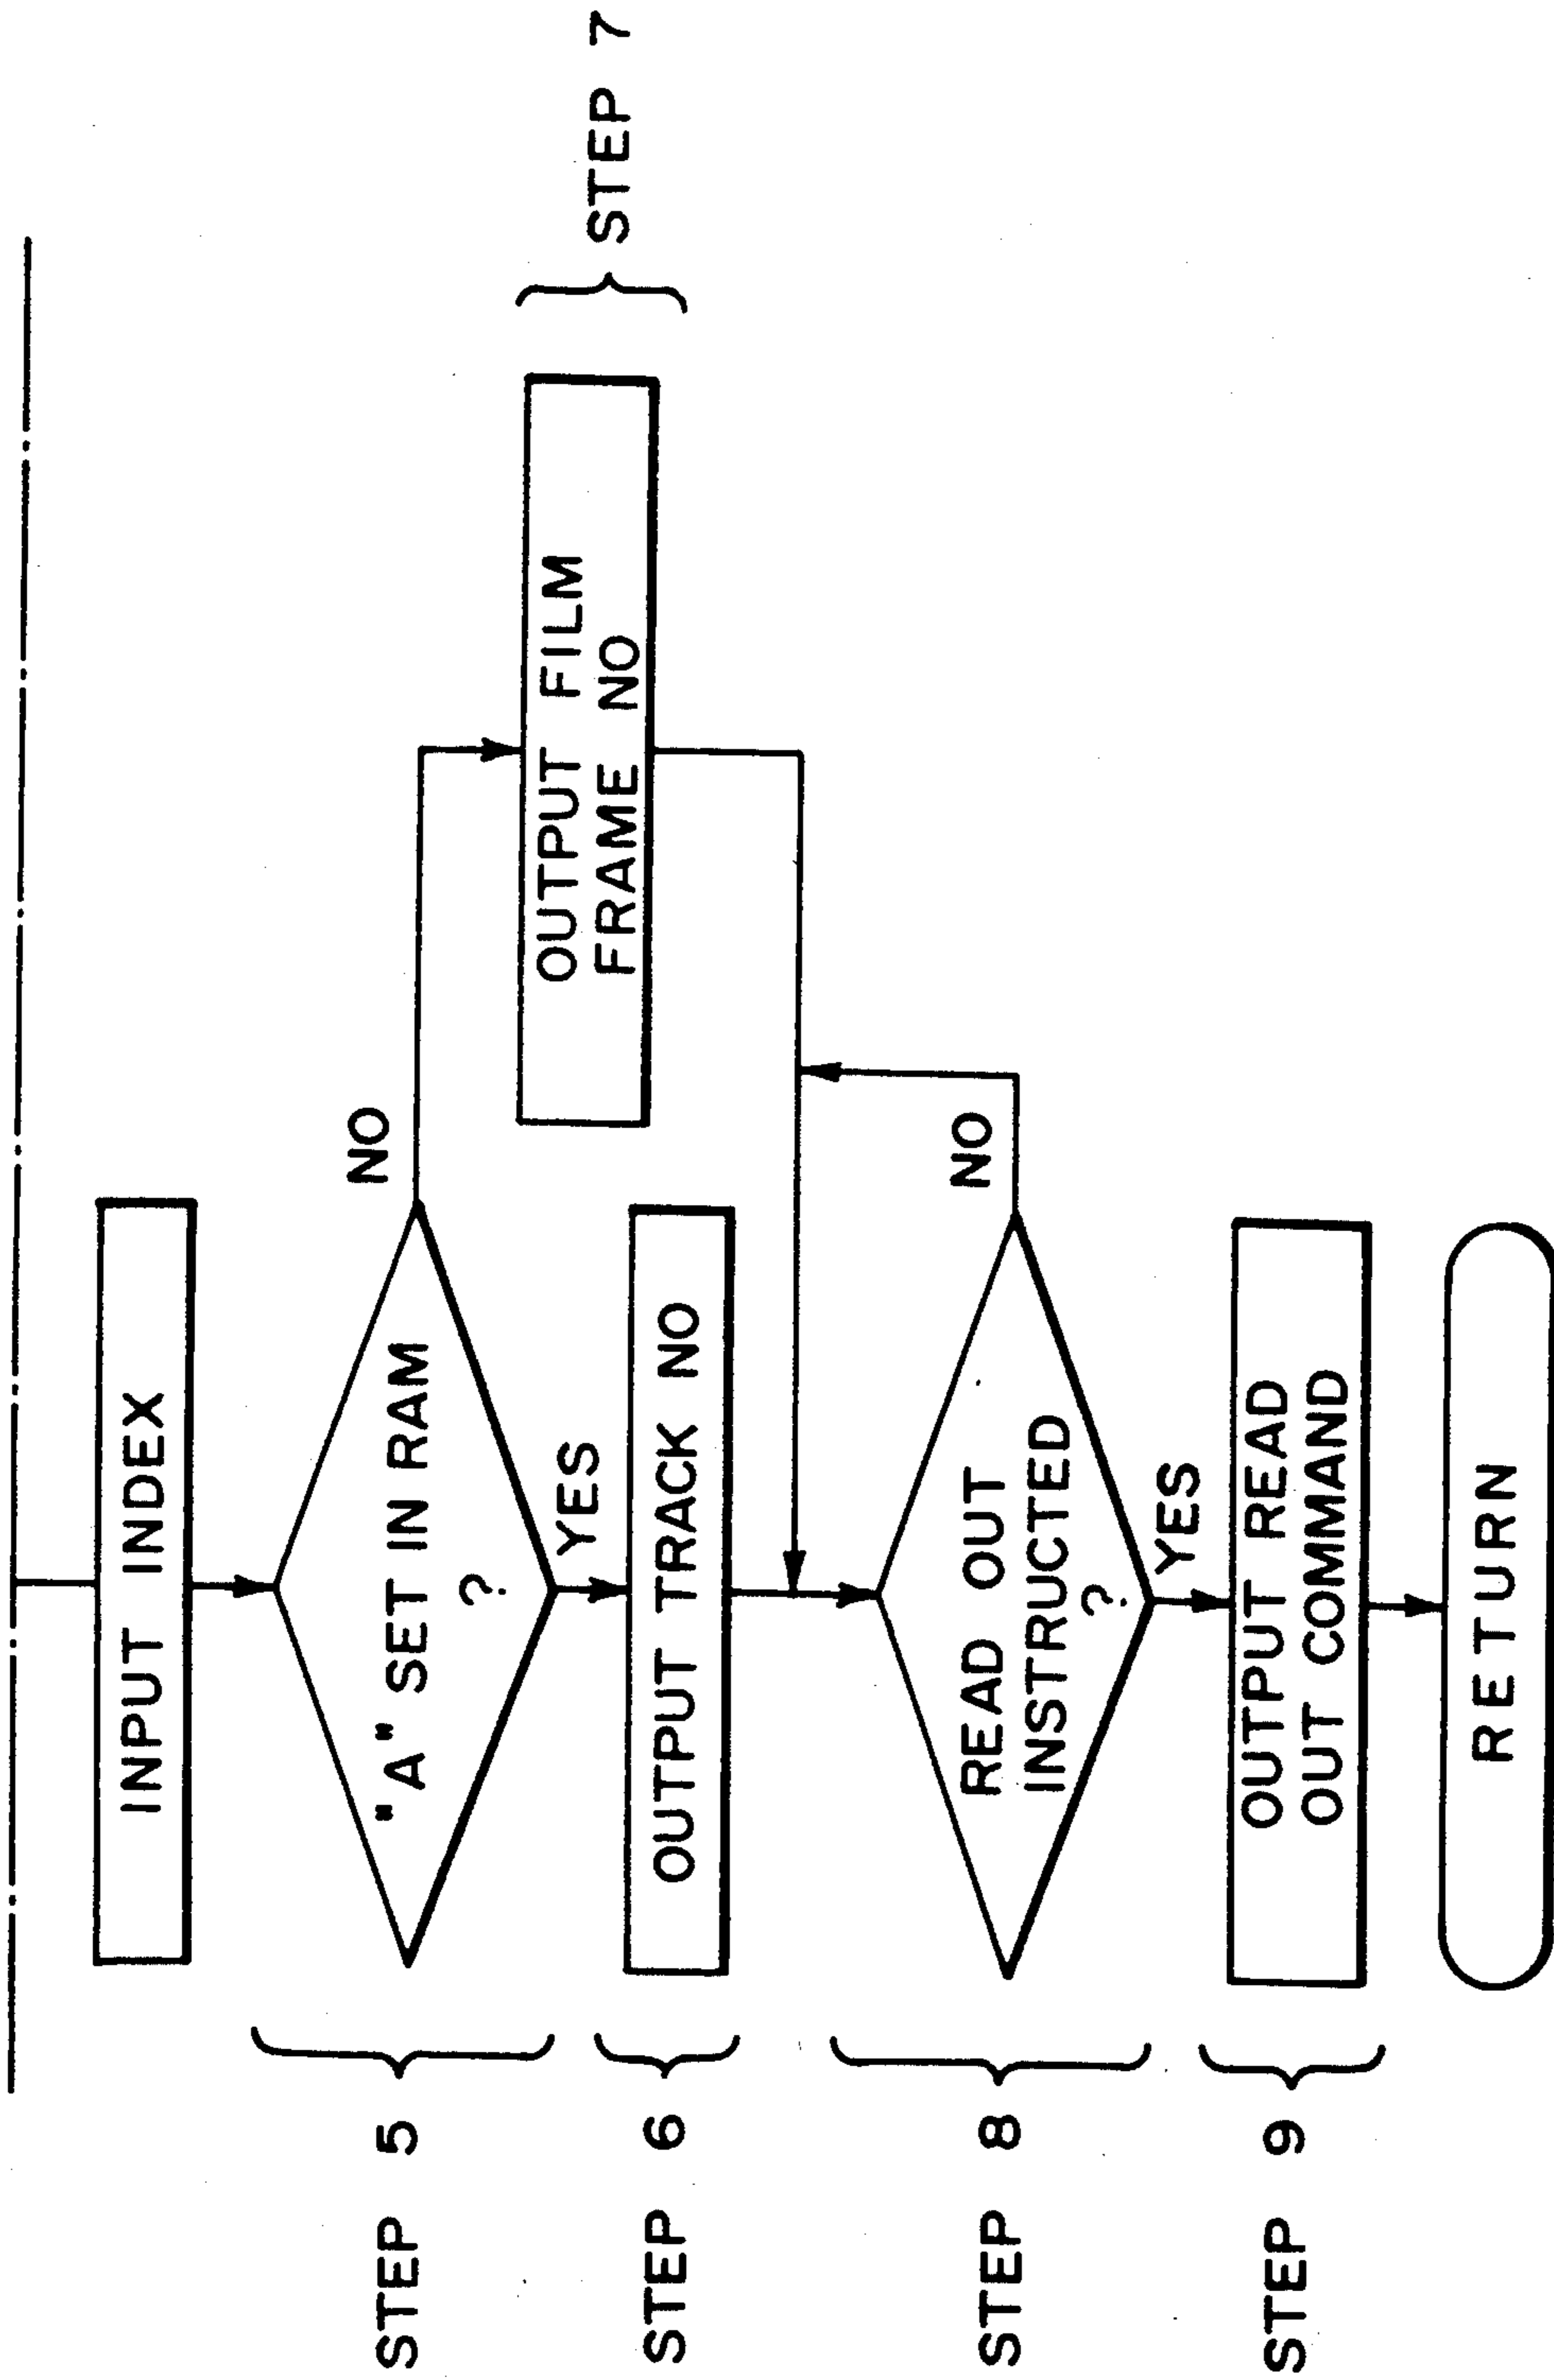 INPUT INDEX
STEP 5
"A" SET IN RAM
?
NO
YES
STEP 6
OUTPUT TRACK NO
OUTPUT FILM
FRAME NO
STEP 7
STEP 8
READ OUT
INSTRUCTED
?
NO
YES
STEP 9
OUTPUT READ
OUT COMMAND
RETURN